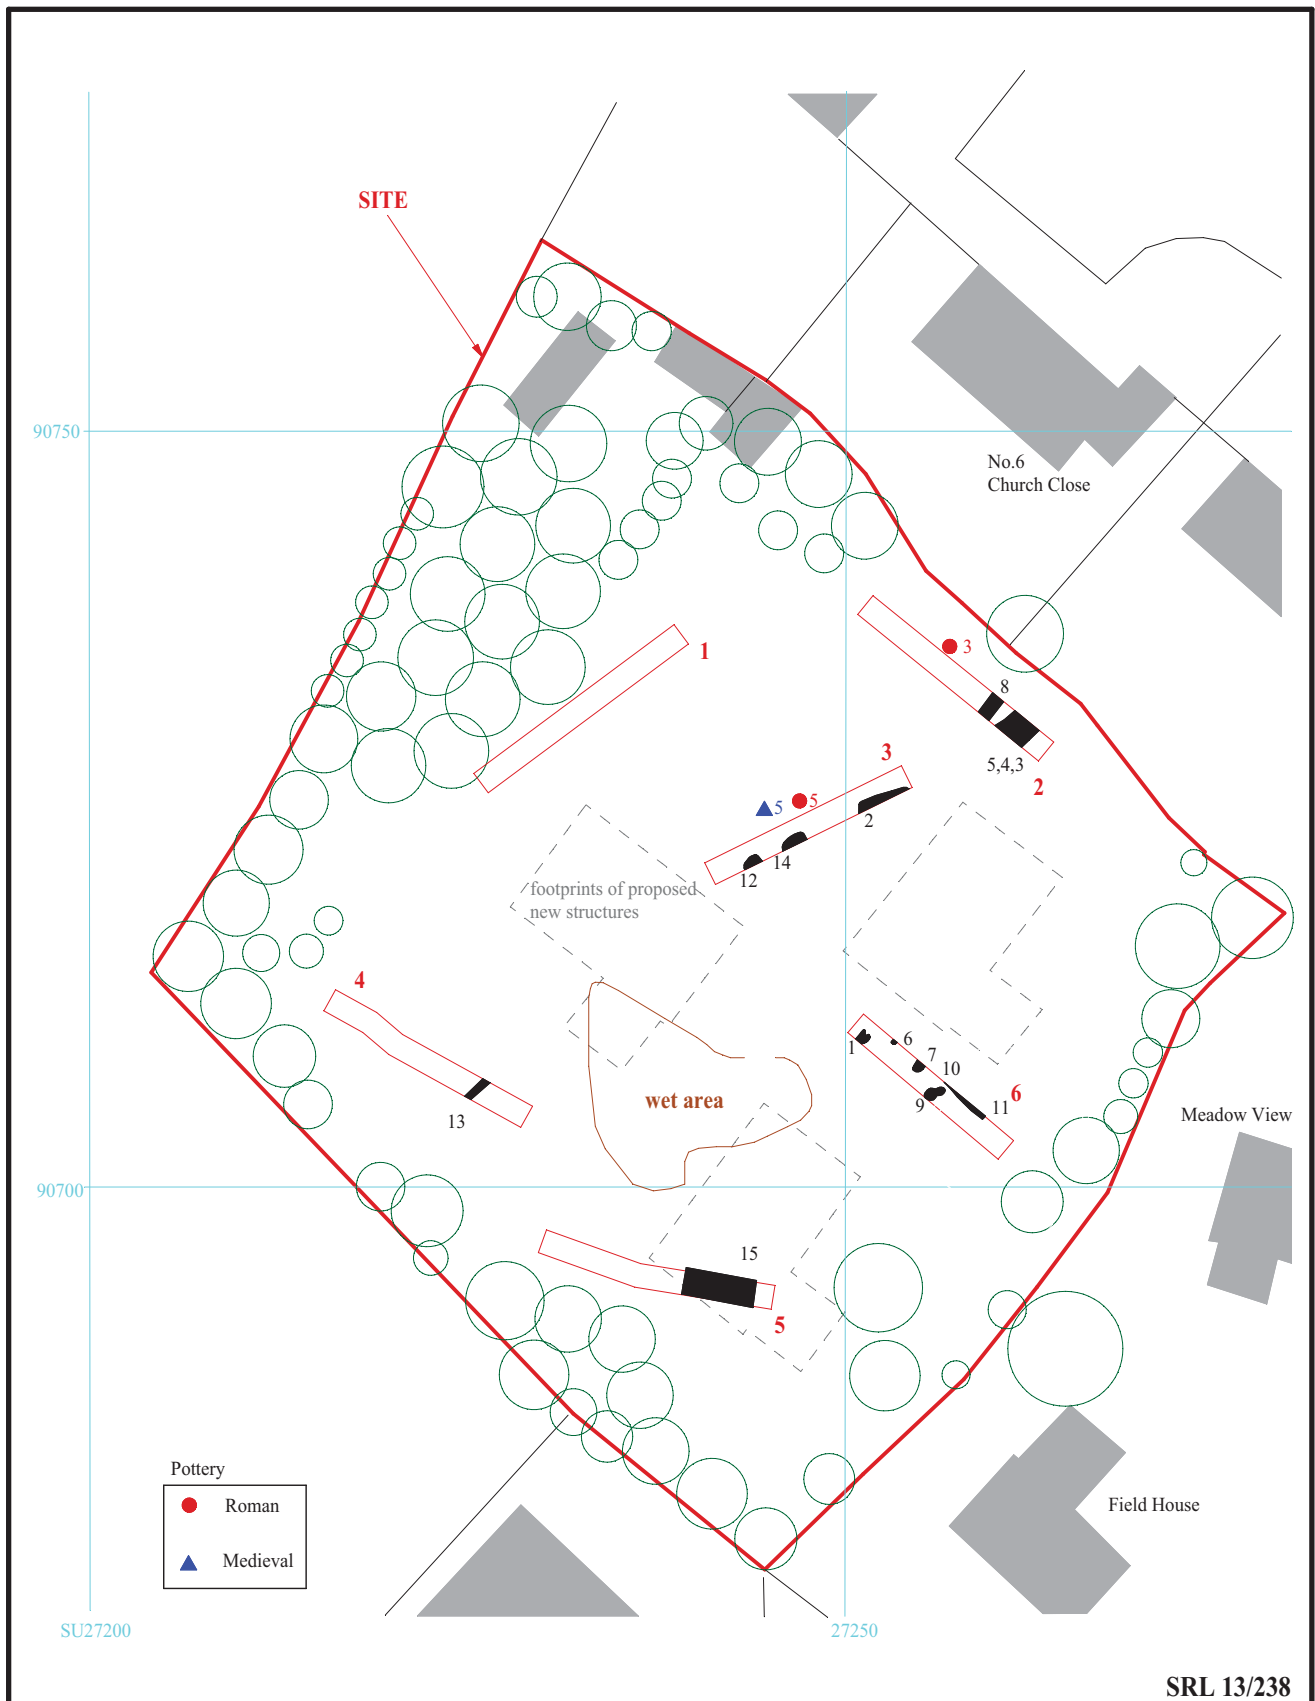 SITE
90750
No.6
Church Close
1
3
8
5,4,3
2
3
5
5
2
14
12
footprints of proposed
new structures
4
13
1
6
7
10
9
11
6
wet area
Meadow View
90700
15
5
Pottery
Roman
Medieval
Field House
SU27200
27250
SRL 13/238